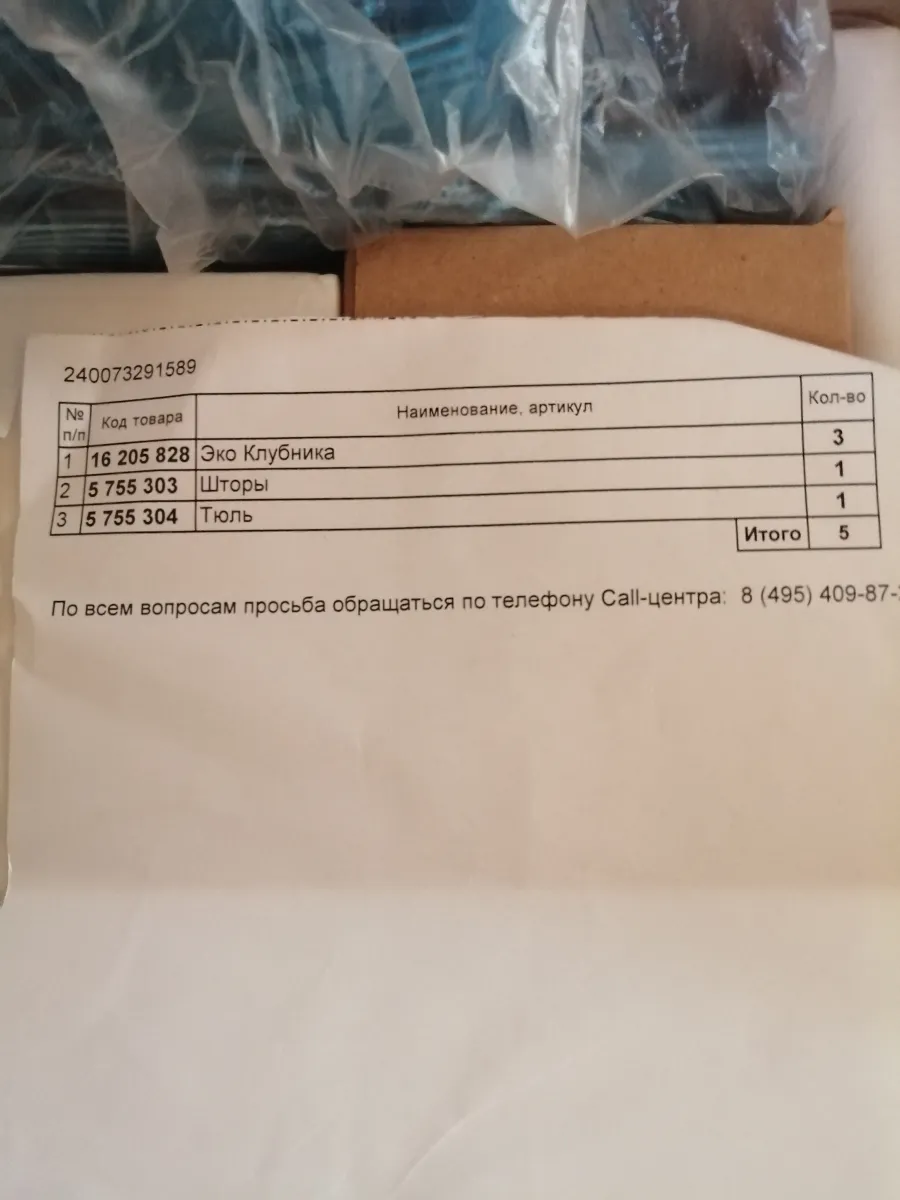 240073291589
№ п/п Код товара Наименование, артикул Кол-во
1 16 205 828 Эко Клубника 3
2 5 755 303 Шторы 1
3 5 755 304 Тюль 1
Итого 5
По всем вопросам просьба обращаться по телефону Call-центра: 8 (495) 409-87-